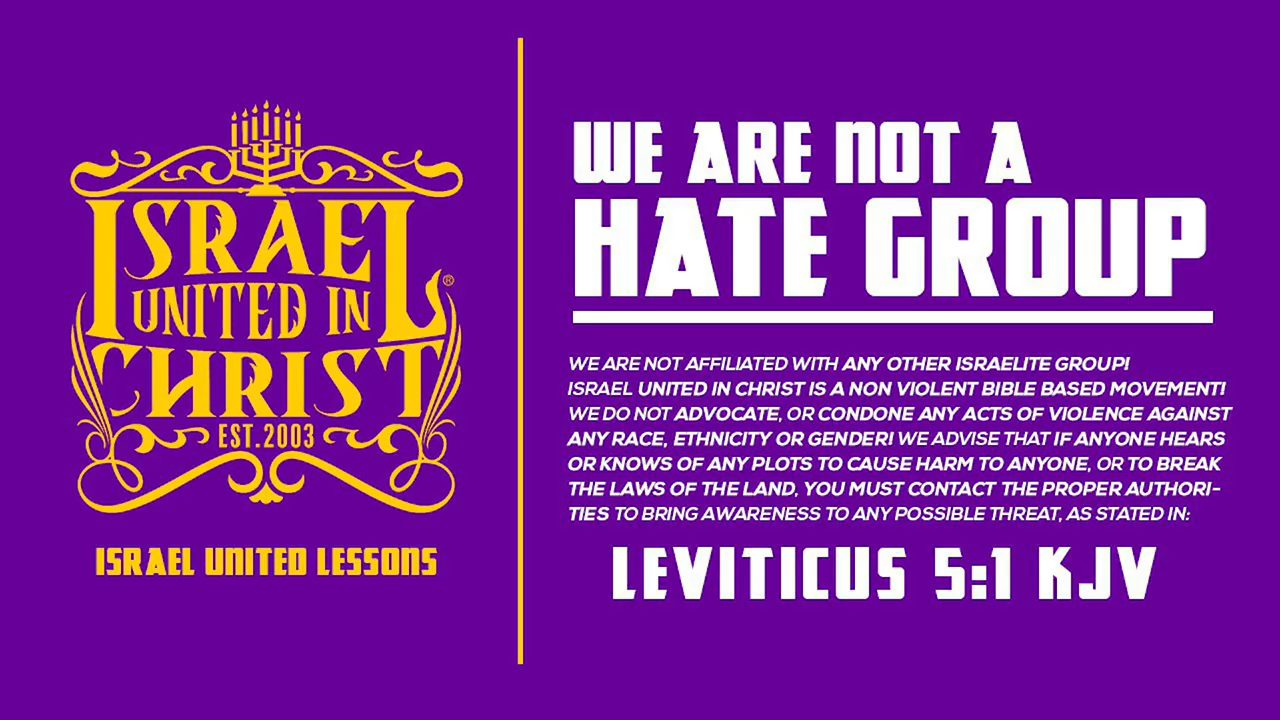 ISRAEL
UNITED IN
CHRIST
®
EST.2003
ISRAEL UNITED LESSONS
WE ARE NOT A
HATE GROUP
WE ARE NOT AFFILIATED WITH ANY OTHER ISRAELITE GROUP!
ISRAEL UNITED IN CHRIST IS A NON VIOLENT BIBLE BASED MOVEMENT!
WE DO NOT ADVOCATE, OR CONDONE ANY ACTS OF VIOLENCE AGAINST
ANY RACE, ETHNICITY OR GENDER! WE ADVISE THAT IF ANYONE HEARS
OR KNOWS OF ANY PLOTS TO CAUSE HARM TO ANYONE, OR TO BREAK
THE LAWS OF THE LAND, YOU MUST CONTACT THE PROPER AUTHORI-
TIES TO BRING AWARENESS TO ANY POSSIBLE THREAT, AS STATED IN:
LEVITICUS 5:1 KJV